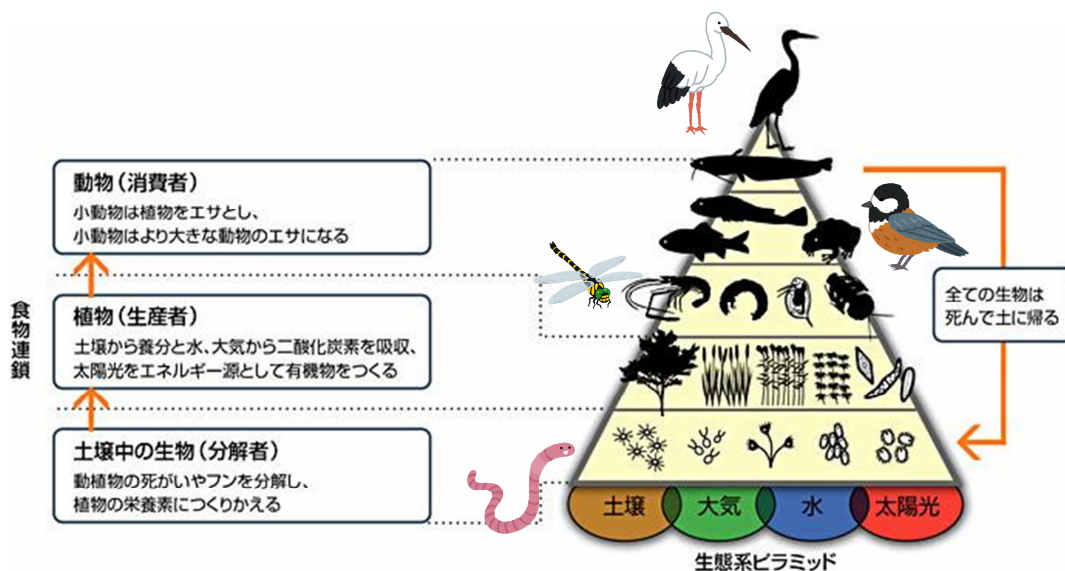 食物連鎖
動物（消費者）
小動物は植物をエサとし、
小動物はより大きな動物のエサになる
植物（生産者）
土壌から養分と水、大気から二酸化炭素を吸収、
太陽光をエネルギー源として有機物をつくる
土壌中の生物（分解者）
動植物の死がいやフンを分解し、
植物の栄養素につくりかえる
全ての生物は
死んで土に帰る
土壌
大気
水
太陽光
生態系ピラミッド